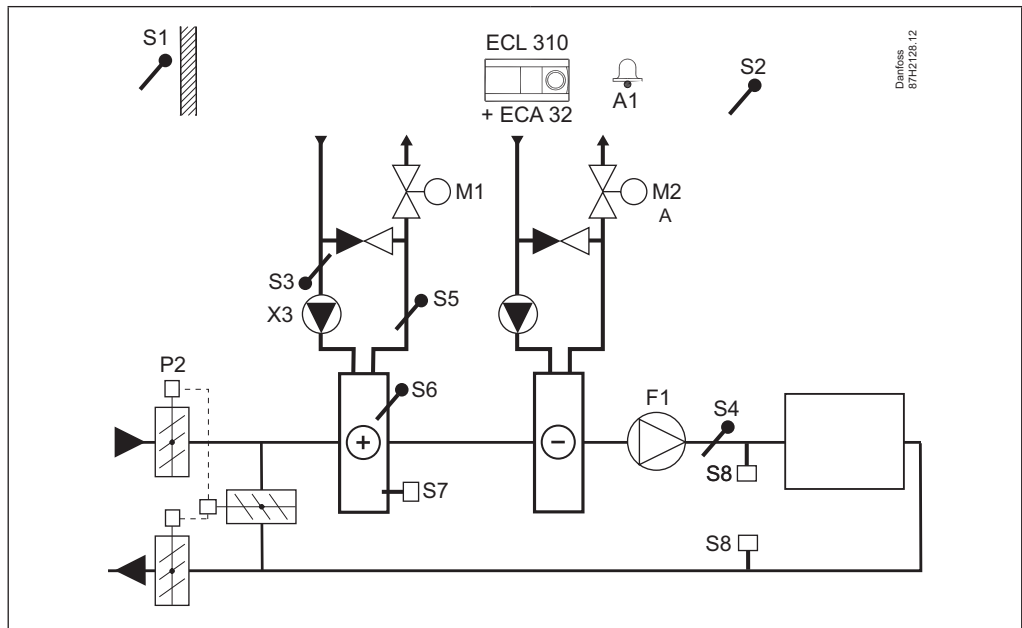 S1
ECL 310
+ ECA 32
A1
S2
Danfoss
87H2128.12
M1
M2
A
S3
S5
X3
P2
S6
F1
S4
+
−
S8
S7
S8